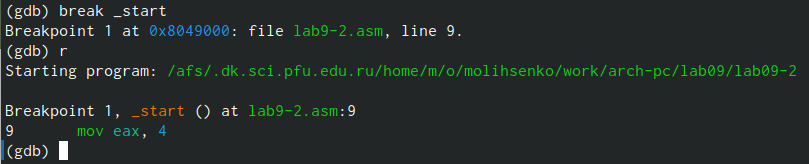 (gdb) break _start
Breakpoint 1 at 0x8049000: file lab9-2.asm, line 9.
(gdb) r
Starting program: /afs/.dk.sci.pfu.edu.ru/home/m/o/molihsenko/work/arch-pc/lab09/lab09-2
Breakpoint 1, _start () at lab9-2.asm:9
9 mov eax, 4
(gdb)